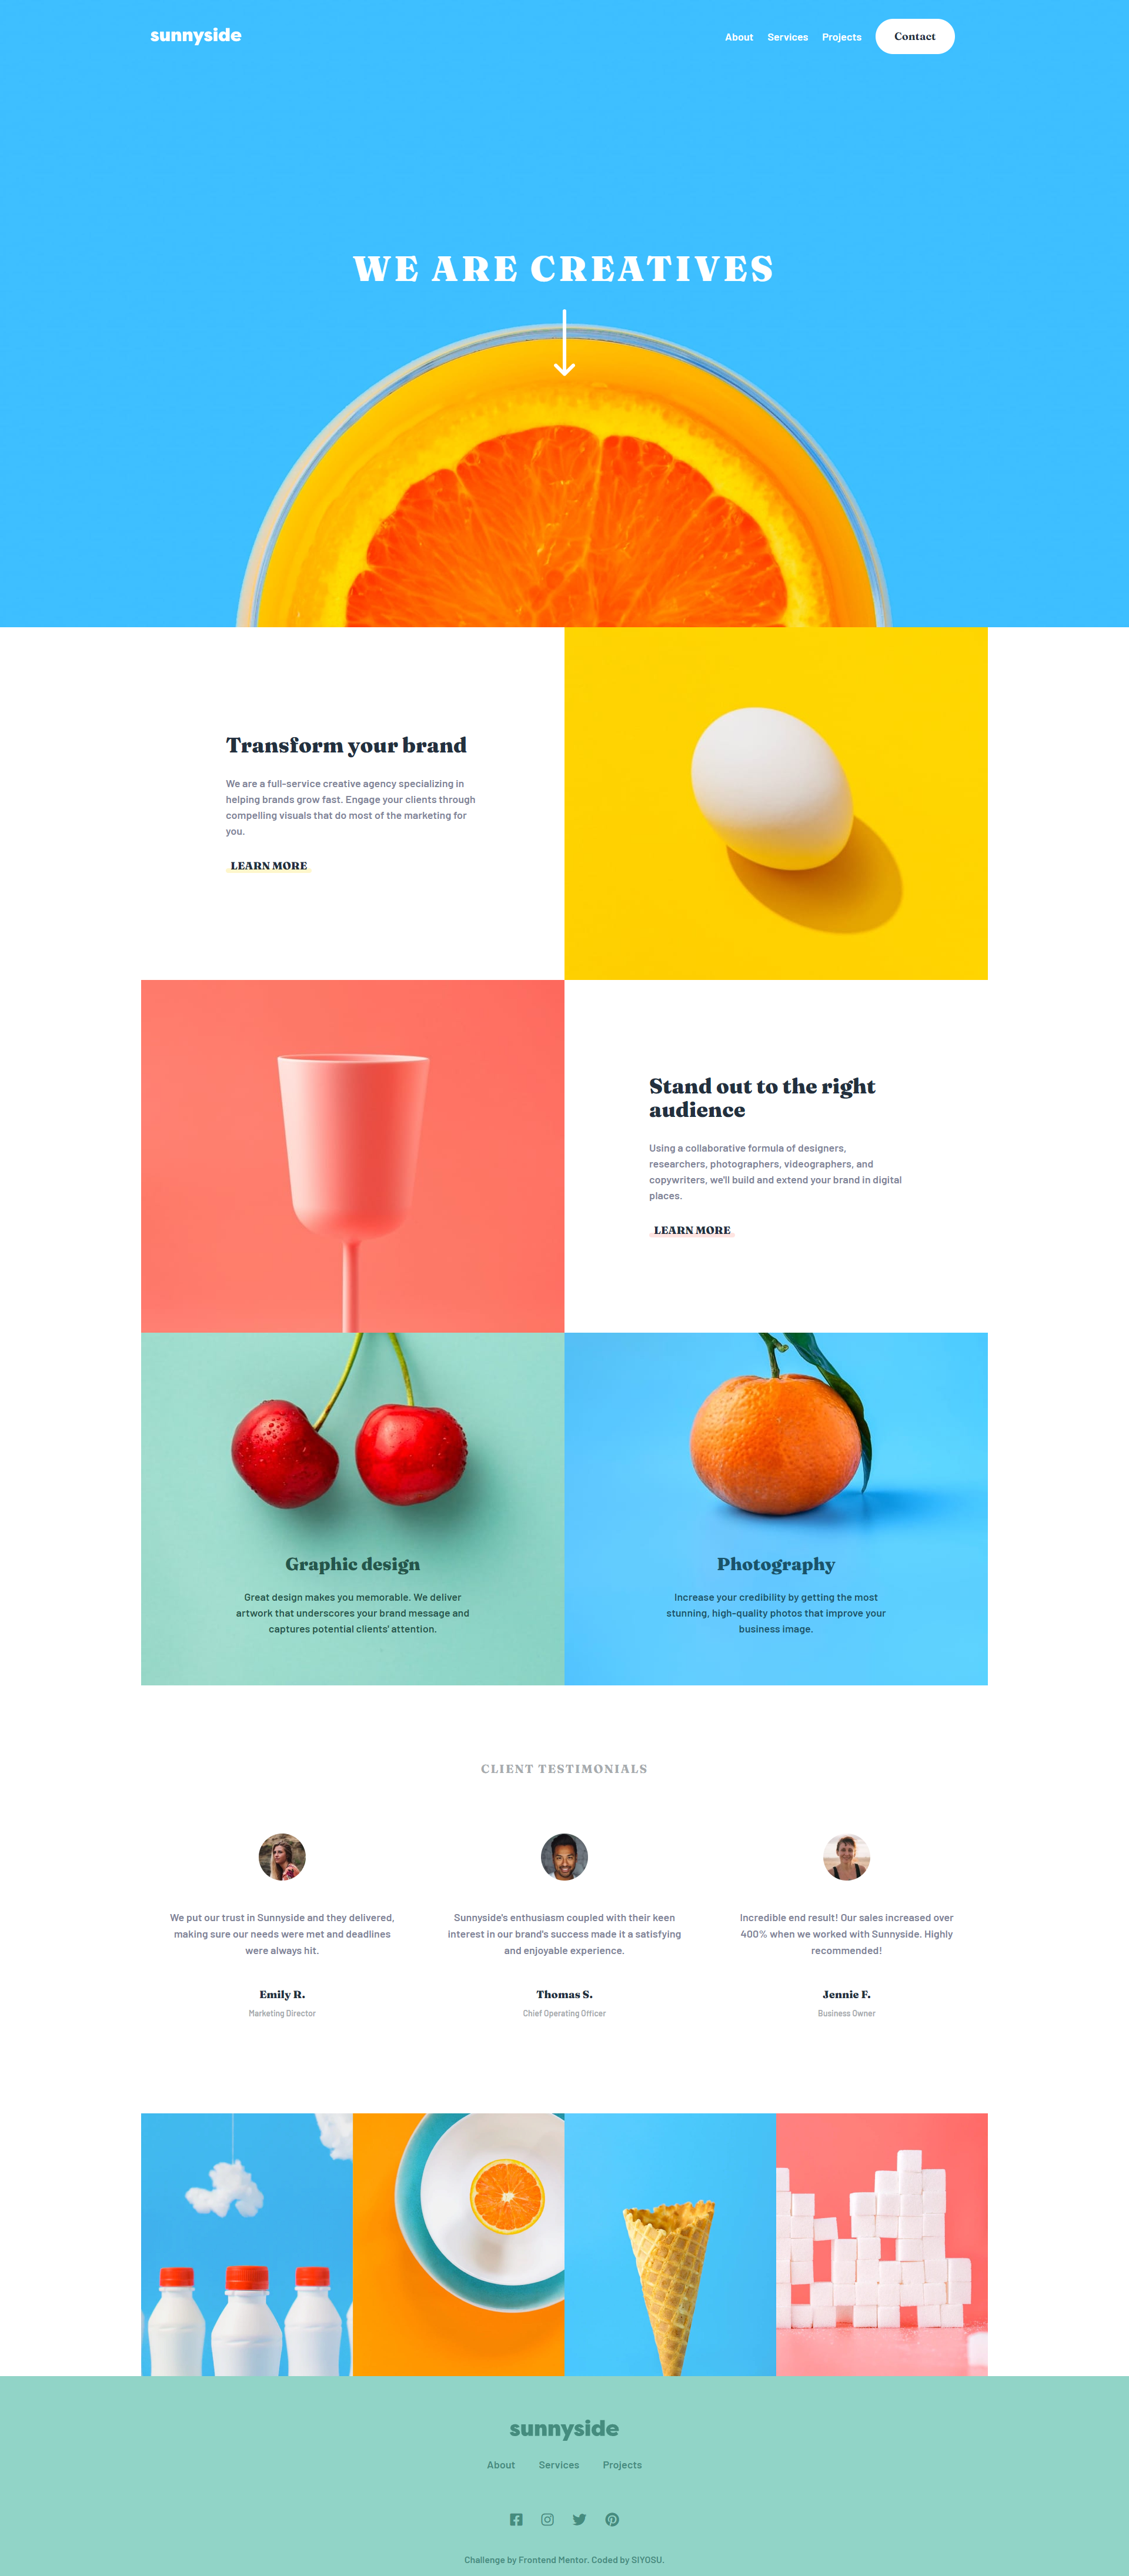 sunnyside
About Services Projects Contact
WE ARE CREATIVES
Transform your brand
We are a full-service creative agency specializing in
helping brands grow fast. Engage your clients through
compelling visuals that do most of the marketing for
you.
LEARN MORE
Stand out to the right
audience
Using a collaborative formula of designers,
researchers, photographers, videographers, and
copywriters, we'll build and extend your brand in digital
places.
LEARN MORE
Graphic design
Great design makes you memorable. We deliver
artwork that underscores your brand message and
captures potential clients' attention.
Photography
Increase your credibility by getting the most
stunning, high-quality photos that improve your
business image.
CLIENT TESTIMONIALS
We put our trust in Sunnyside and they delivered,
making sure our needs were met and deadlines
were always hit.
Emily R.
Marketing Director
Sunnyside's enthusiasm coupled with their keen
interest in our brand's success made it a satisfying
and enjoyable experience.
Thomas S.
Chief Operating Officer
Incredible end result! Our sales increased over
400% when we worked with Sunnyside. Highly
recommended!
Jennie F.
Business Owner
sunnyside
About Services Projects
Challenge by Frontend Mentor. Coded by SIYOSU.